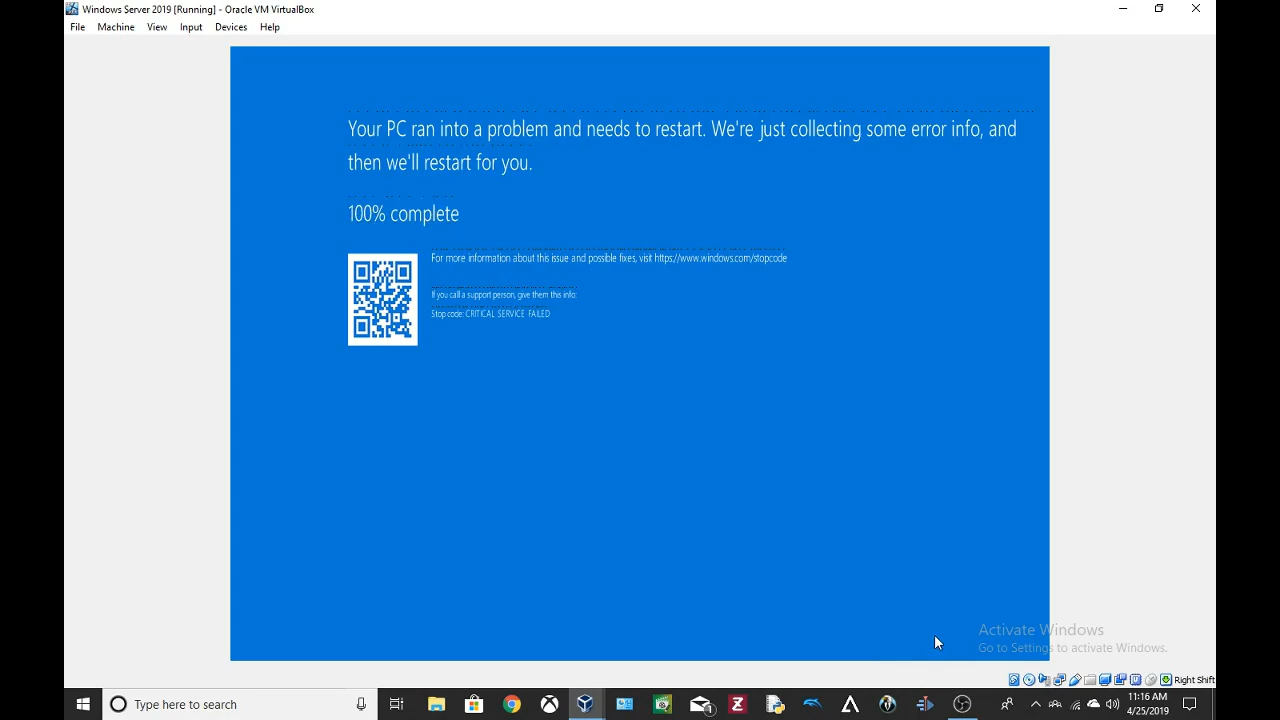 Windows Server 2019 [Running] - Oracle VM VirtualBox
File Machine View Input Devices Help
Your PC ran into a problem and needs to restart. We're just collecting some error info, and
then we'll restart for you.
100% complete
For more information about this issue and possible fixes, visit https://www.windows.com/stopcode
If you call a support person, give them this info:
Stop code: CRITICAL SERVICE FAILED
Activate Windows
Go to Settings to activate Windows.
Right Shift
Type here to search
11:16 AM
4/25/2019